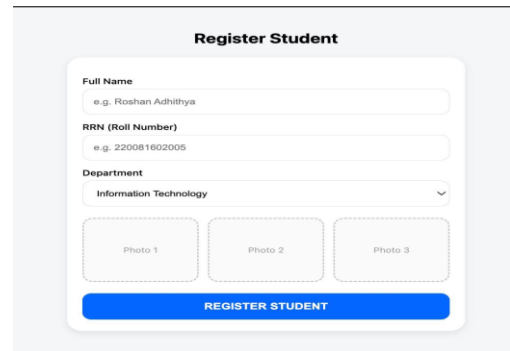 Register Student
Full Name
e.g. Roshan Adhithya
RRN (Roll Number)
e.g. 220081602005
Department
Information Technology
Photo 1 Photo 2 Photo 3
REGISTER STUDENT